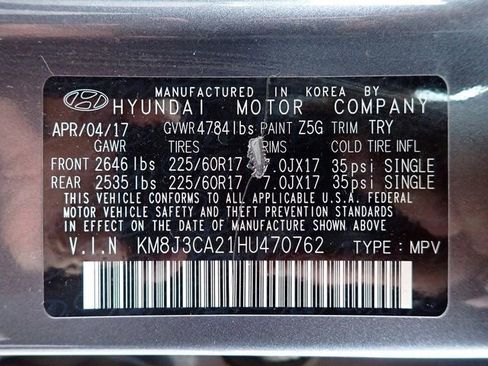 MANUFACTURED IN KOREA BY
HYUNDAI MOTOR COMPANY
APR/04/17 GVWR 4784lbs PAINT Z5G TRIM TRY
GAWR TIRES RIMS COLD TIRE INFL
FRONT 2646 lbs 225/60R17 7.0JX17 35psi SINGLE
REAR 2535 lbs 225/60R17 7.0JX17 35psi SINGLE
THIS VEHICLE CONFORMS TO ALL APPLICABLE U.S.A. FEDERAL
MOTOR VEHICLE SAFETY, BUMPER, AND THEFT PREVENTION STANDARDS
IN EFFECT ON THE DATE OF MANUFACTURE SHOWN ABOVE
V.I.N KM8J3CA21HU470762 TYPE : MPV